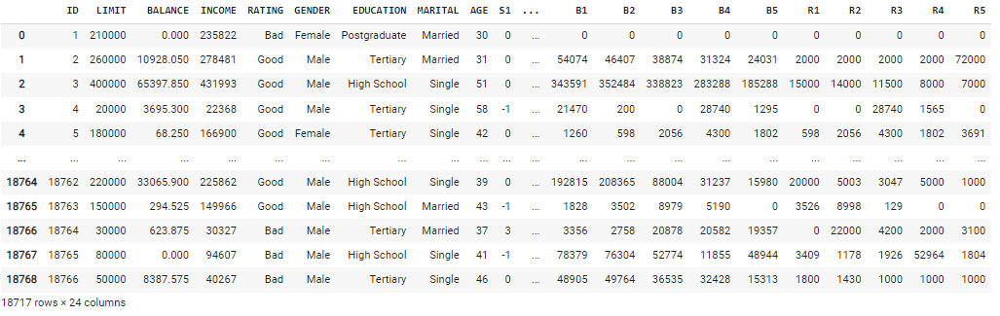 ID LIMIT BALANCE INCOME RATING GENDER EDUCATION MARITAL AGE S1 ... B1 B2 B3 B4 B5 R1 R2 R3 R4 R5
0 1 210000 0.000 235822 Bad Female Postgraduate Married 30 0 ... 0 0 0 0 0 0 0 0 0 0
1 2 260000 10928.050 278481 Good Male Tertiary Married 31 0 ... 54074 46407 38874 31324 24031 2000 2000 2000 2000 72000
2 3 400000 65397.850 431993 Good Male High School Single 51 0 ... 343591 352484 338823 283288 185288 15000 14000 11500 8000 7000
3 4 20000 3695.300 22368 Good Male Tertiary Single 58 -1 ... 21470 200 0 28740 1295 0 0 28740 1565 0
4 5 180000 68.250 166900 Good Female Tertiary Single 42 0 ... 1260 598 2056 4300 1802 598 2056 4300 1802 3691
... ... ... ... ... ... ... ... ... ... ... ... ... ... ... ... ... ... ... ... ... ...
18764 18762 220000 33065.900 225862 Good Male High School Single 39 0 ... 192815 208365 88004 31237 15980 20000 5003 3047 5000 1000
18765 18763 150000 294.525 149966 Good Male High School Married 43 -1 ... 1828 3502 8979 5190 0 3526 8998 129 0 0
18766 18764 30000 623.875 30327 Bad Male Tertiary Married 37 3 ... 3356 2758 20878 20582 19357 0 22000 4200 2000 3100
18767 18765 80000 0.000 94607 Bad Male High School Single 41 -1 ... 78379 76304 52774 11855 48944 3409 1178 1926 52964 1804
18768 18766 50000 8387.575 40267 Bad Male Tertiary Single 46 0 ... 48905 49764 36535 32428 15313 1800 1430 1000 1000 1000
18717 rows × 24 columns